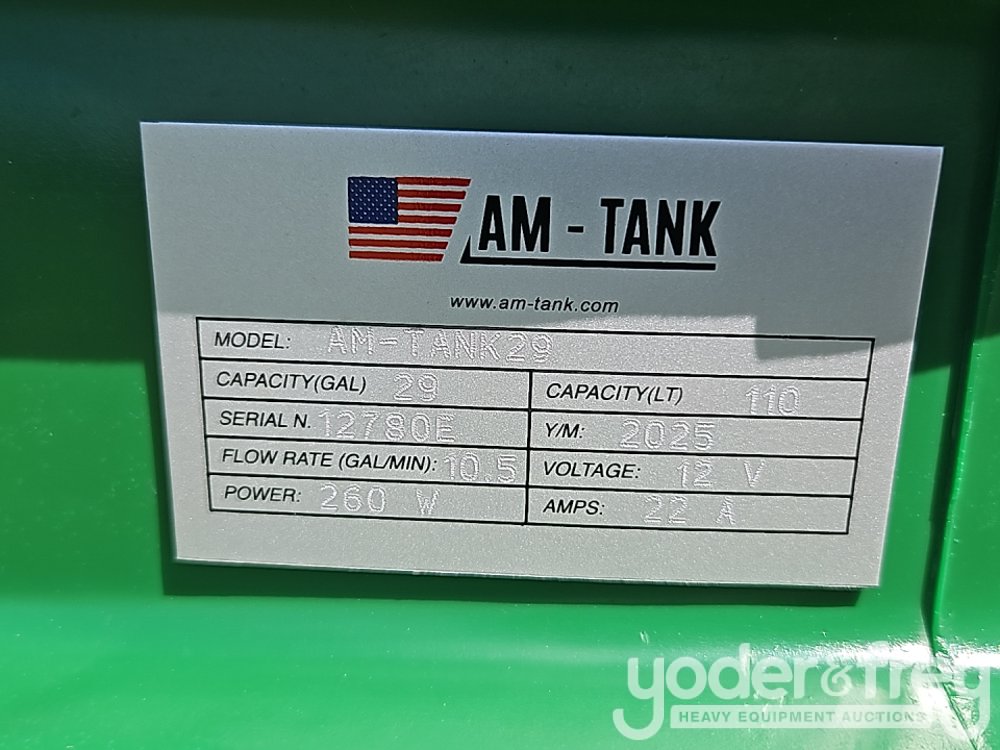 AM - TANK
www.am-tank.com
MODEL: AM-TANK29
CAPACITY(GAL) 29 CAPACITY(LT) 110
SERIAL N. 12780E Y/M: 2025
FLOW RATE (GAL/MIN): 10.5 VOLTAGE: 12 V
POWER: 260 W AMPS: 22 A
yoder&frey
HEAVY EQUIPMENT AUCTIONS